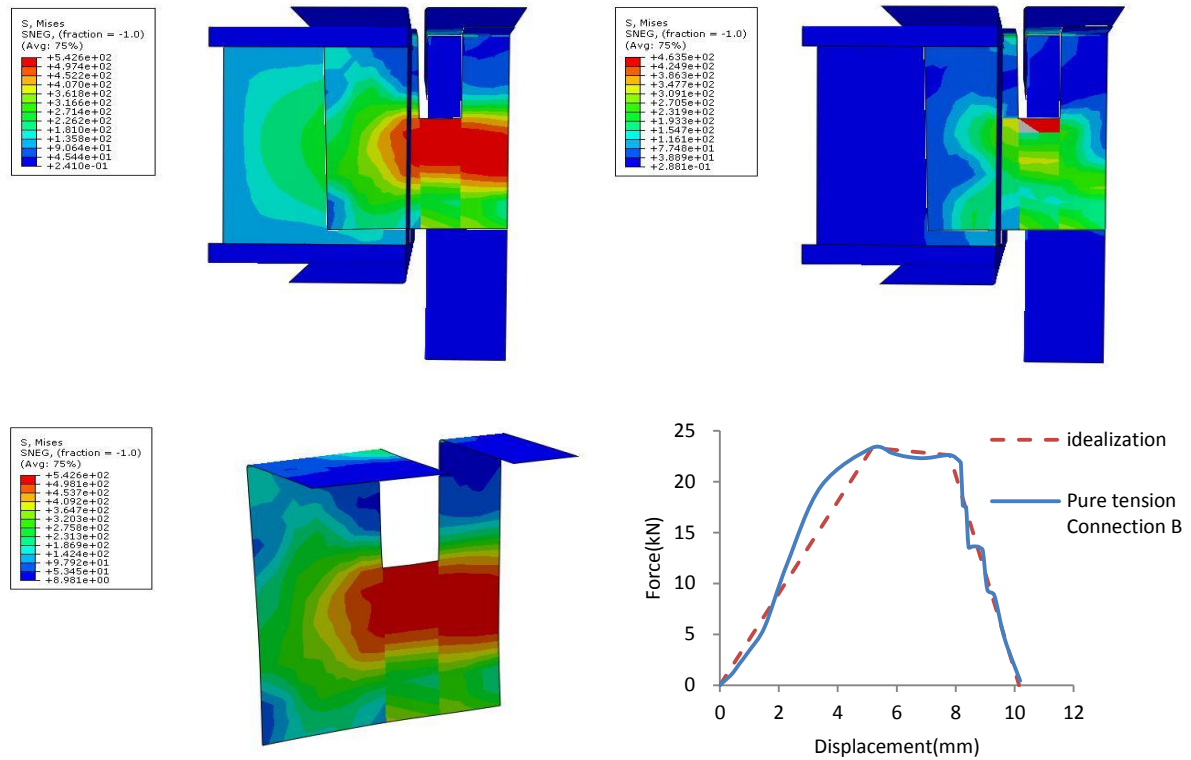 S, Mises
SNEG, (fraction = -1.0)
(Avg: 75%)
+5.426e+02
+4.974e+02
+4.522e+02
+4.070e+02
+3.618e+02
+3.166e+02
+2.714e+02
+2.262e+02
+1.810e+02
+1.358e+02
+9.064e+01
+4.544e+01
+2.410e-01
S, Mises
SNEG, (fraction = -1.0)
(Avg: 75%)
+4.635e+02
+4.249e+02
+3.863e+02
+3.477e+02
+3.091e+02
+2.705e+02
+2.319e+02
+1.933e+02
+1.547e+02
+1.161e+02
+7.748e+01
+3.889e+01
+2.881e-01
S, Mises
SNEG, (fraction = -1.0)
(Avg: 75%)
+5.426e+02
+4.981e+02
+4.537e+02
+4.092e+02
+3.647e+02
+3.203e+02
+2.758e+02
+2.313e+02
+1.869e+02
+1.424e+02
+9.792e+01
+5.345e+01
+8.981e+00
25
20
15
10
5
0
Force(kN)
0 2 4 6 8 10 12
Displacement(mm)
idealization
Pure tension
Connection B